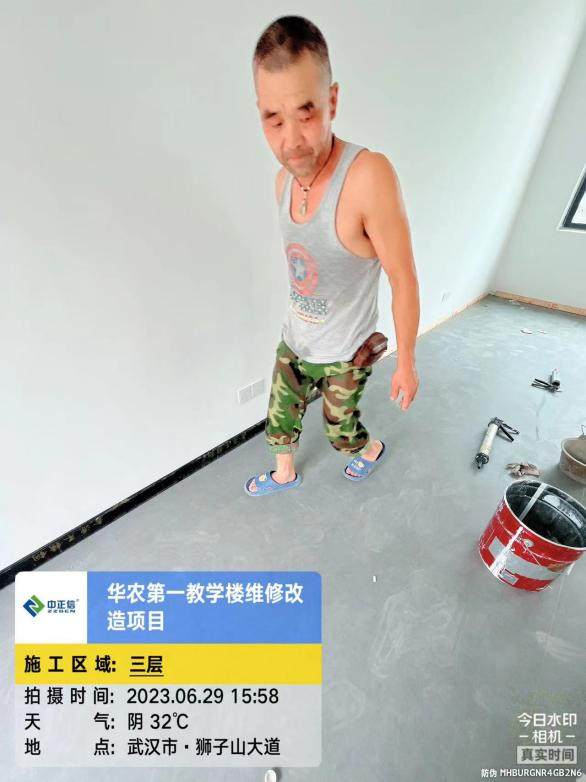 中正信
ZZGEN
华农第一教学楼维修改
造项目
施工区域: 三层
拍摄时间: 2023.06.29 15:58
天 气: 阴 32℃
地 点: 武汉市·狮子山大道
今日水印
-相机-
真实时间
防伪 MHBURGNR4GB2N6